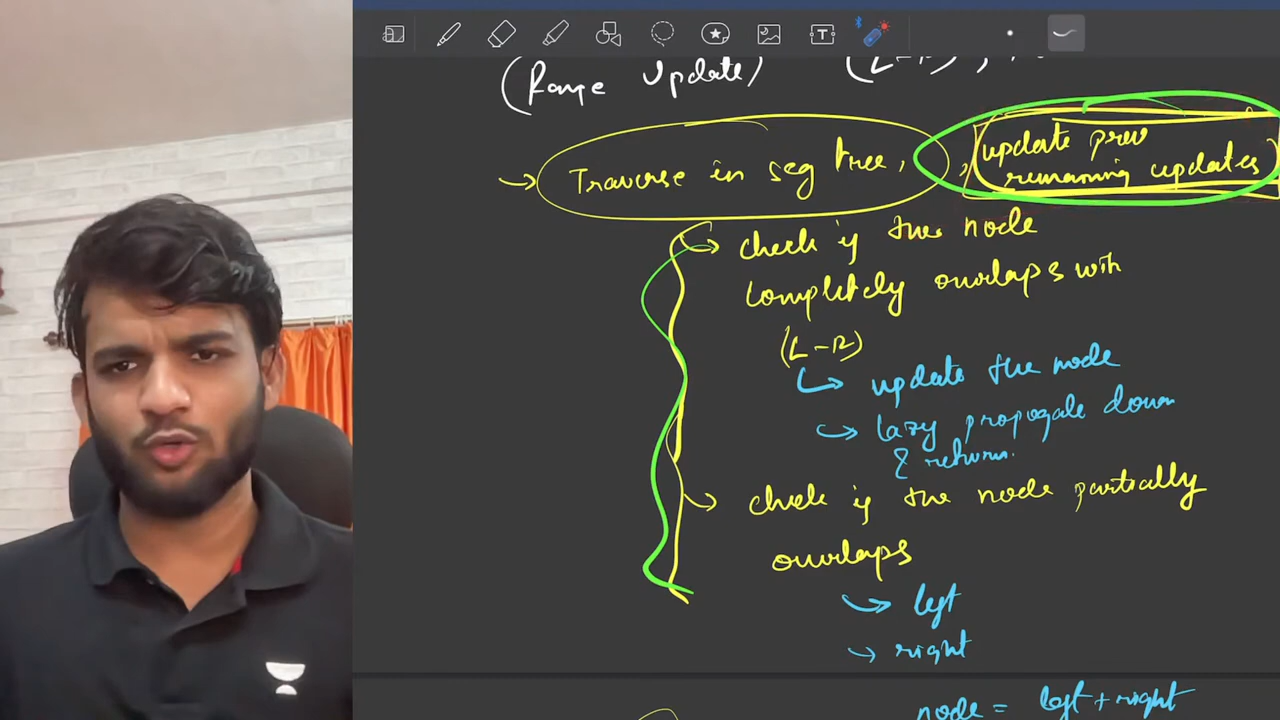 (Range Update)
→ Traverse in seg tree,
, update prev
remaining updates
→ check if the node
completely overlaps with
(L-R)
↳ update the node
↳ lazy propogate down
& return.
→ check if the node partially
overlaps
↳ left
→ right
node = left + right